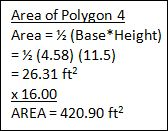 Area of Polygon 4
Area = ½ (Base*Height)
= ½ (4.58) (11.5)
= 26.31 ft²
x 16.00
AREA = 420.90 ft²